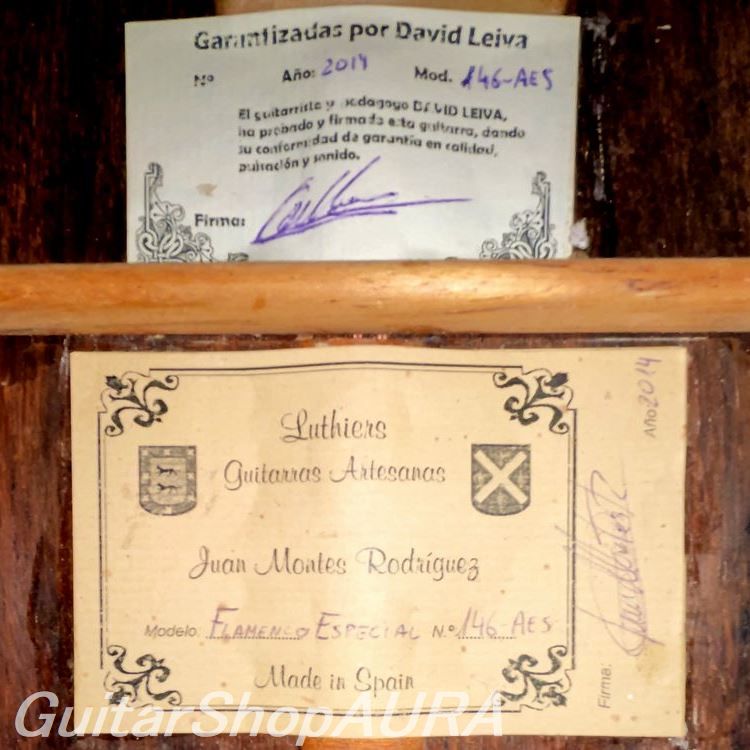 Garantizadas por David Leiva
Nº Año: 2014 Mod. 146-AES
El guitarrista y pedagogo DAVID LEIVA,
ha probado y firmado esta guitarra, dando
su conformidad de garantía en calidad,
pulsación y sonido.
Firma:
Luthiers
Guitarras Artesanas
Juan Montes Rodríguez
Modelo: FLAMENCO ESPECIAL N.º 146-AES
Made in Spain
Año 2014
Firma:
GuitarShopAURA